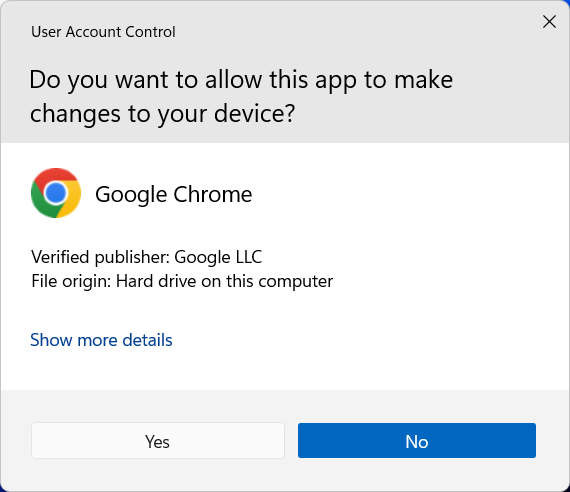 User Account Control
Do you want to allow this app to make
changes to your device?
Google Chrome
Verified publisher: Google LLC
File origin: Hard drive on this computer
Show more details
Yes
No